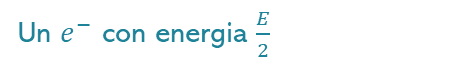 Un e⁻ con energia E/2